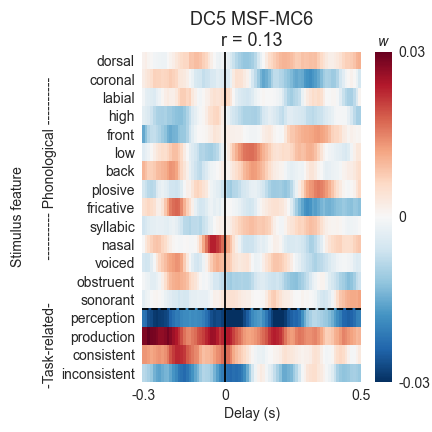 DC5 MSF-MC6
r = 0.13
w
dorsal
coronal
labial
high
front
low
back
plosive
fricative
syllabic
nasal
voiced
obstruent
sonorant
perception
production
consistent
inconsistent
Stimulus feature
-Task-related- ---------- Phonological ----------
0.03
0
-0.03
-0.3 0 0.5
Delay (s)